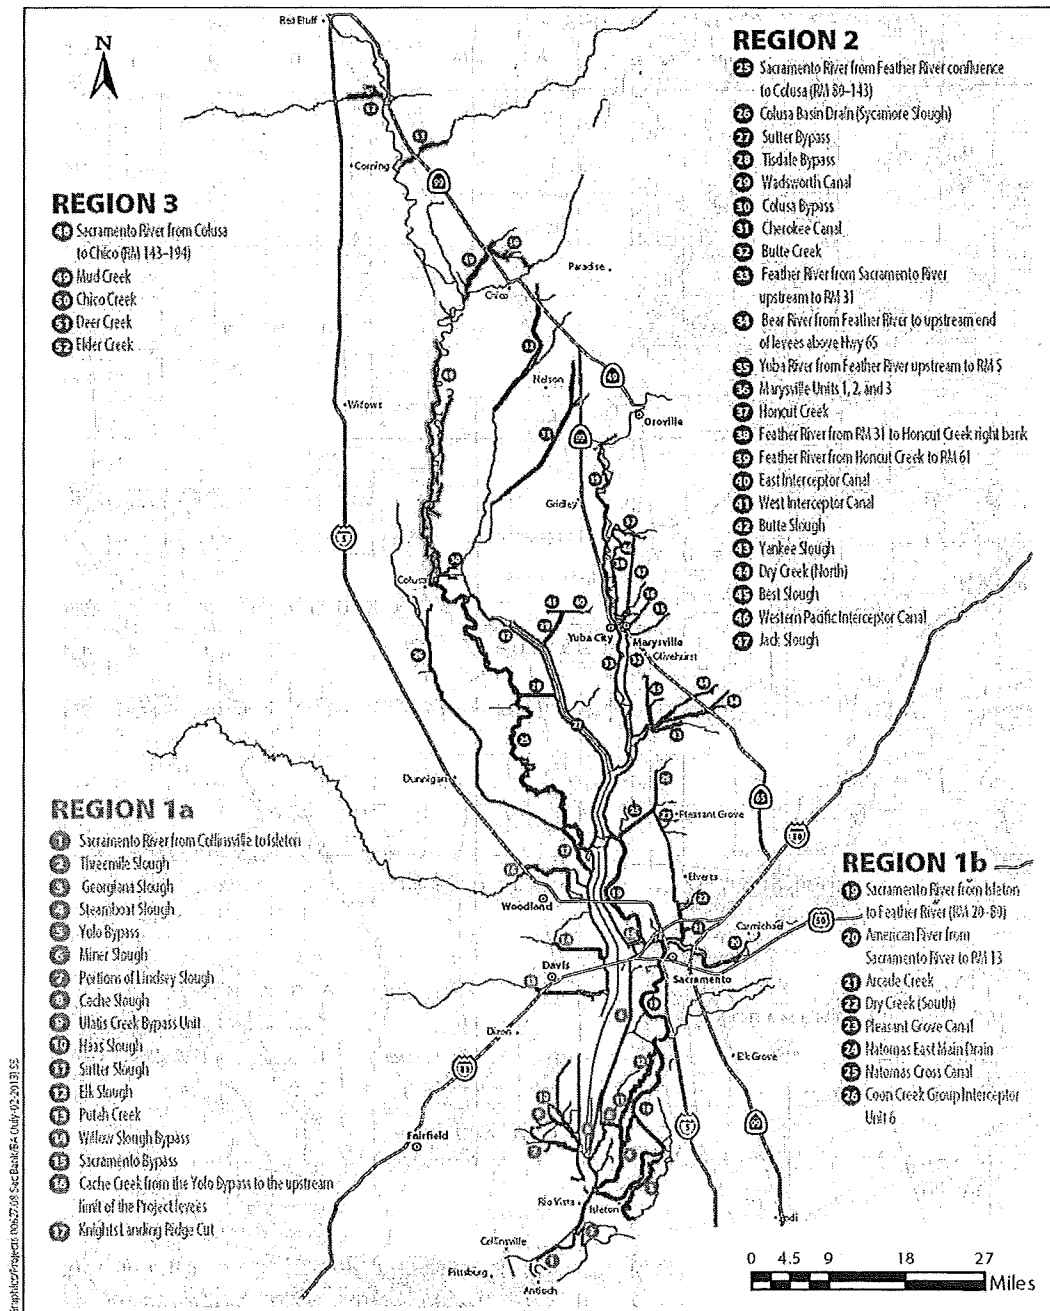 Red Bluff
N
REGION 2
Sacramento River from Feather River confluence
to Colusa (RM 80–143)
26 Colusa Basin Drain (Sycamore Slough)
27 Sutter Bypass
28 Tisdale Bypass
29 Wadsworth Canal
30 Colusa Bypass
31 Cherokee Canal
32 Butte Creek
33 Feather River from Sacramento River
upstream to RM 31
34 Bear River from Feather River to upstream end
of levees above Hwy 65
35 Yuba River from Feather River upstream to RM 5
36 Marysville Units 1, 2, and 3
37 Honcut Creek
38 Feather River from RM 31 to Honcut Creek right bank
39 Feather River from Honcut Creek to RM 61
40 East Interceptor Canal
41 West Interceptor Canal
42 Butte Slough
43 Yankee Slough
44 Dry Creek (North)
45 Best Slough
46 Western Pacific Interceptor Canal
47 Jack Slough
REGION 3
Sacramento River from Colusa
to Chico (RM 143–194)
49 Mud Creek
50 Chico Creek
51 Deer Creek
52 Elder Creek
Corning
99
Paradise
Chico
Nelson
Willows
Oroville
Gridley
5
Colusa
Yuba City
Marysville
Olivehurst
Dunnigan
65
Pleasant Grove
80
Elverta
Woodland
Carmichael
50
Davis
Sacramento
Dixon
Elk Grove
80
Fairfield
5
99
Rio Vista
Isleton
Lodi
Collinsville
Pittsburg
Antioch
REGION 1a
1 Sacramento River from Collinsville to Isleton
2 Threemile Slough
3 Georgiana Slough
4 Steamboat Slough
5 Yolo Bypass
6 Miner Slough
7 Portions of Lindsey Slough
8 Cache Slough
9 Ulatis Creek Bypass Unit
10 Haas Slough
11 Sutter Slough
12 Elk Slough
13 Putah Creek
14 Willow Slough Bypass
15 Sacramento Bypass
16 Cache Creek from the Yolo Bypass to the upstream
limit of the Project levees
17 Knights Landing Ridge Cut
REGION 1b
Sacramento River from Isleton
to Feather River (RM 20–80)
20 American River from
Sacramento River to RM 13
21 Arcade Creek
22 Dry Creek (South)
23 Pleasant Grove Canal
24 Natomas East Main Drain
25 Natomas Cross Canal
26 Coon Creek Group Interceptor
Unit 6
0 4.5 9 18 27
Miles